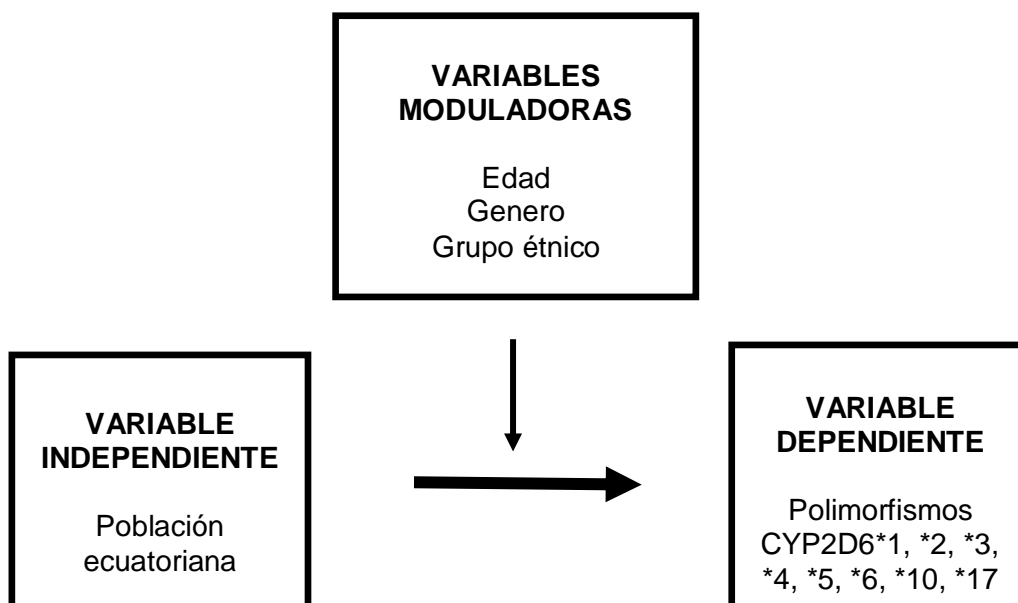 VARIABLES
MODULADORAS
Edad
Genero
Grupo étnico
VARIABLE
INDEPENDIENTE
Población
ecuatoriana
VARIABLE
DEPENDIENTE
Polimorfismos
CYP2D6*1, *2, *3,
*4, *5, *6, *10, *17